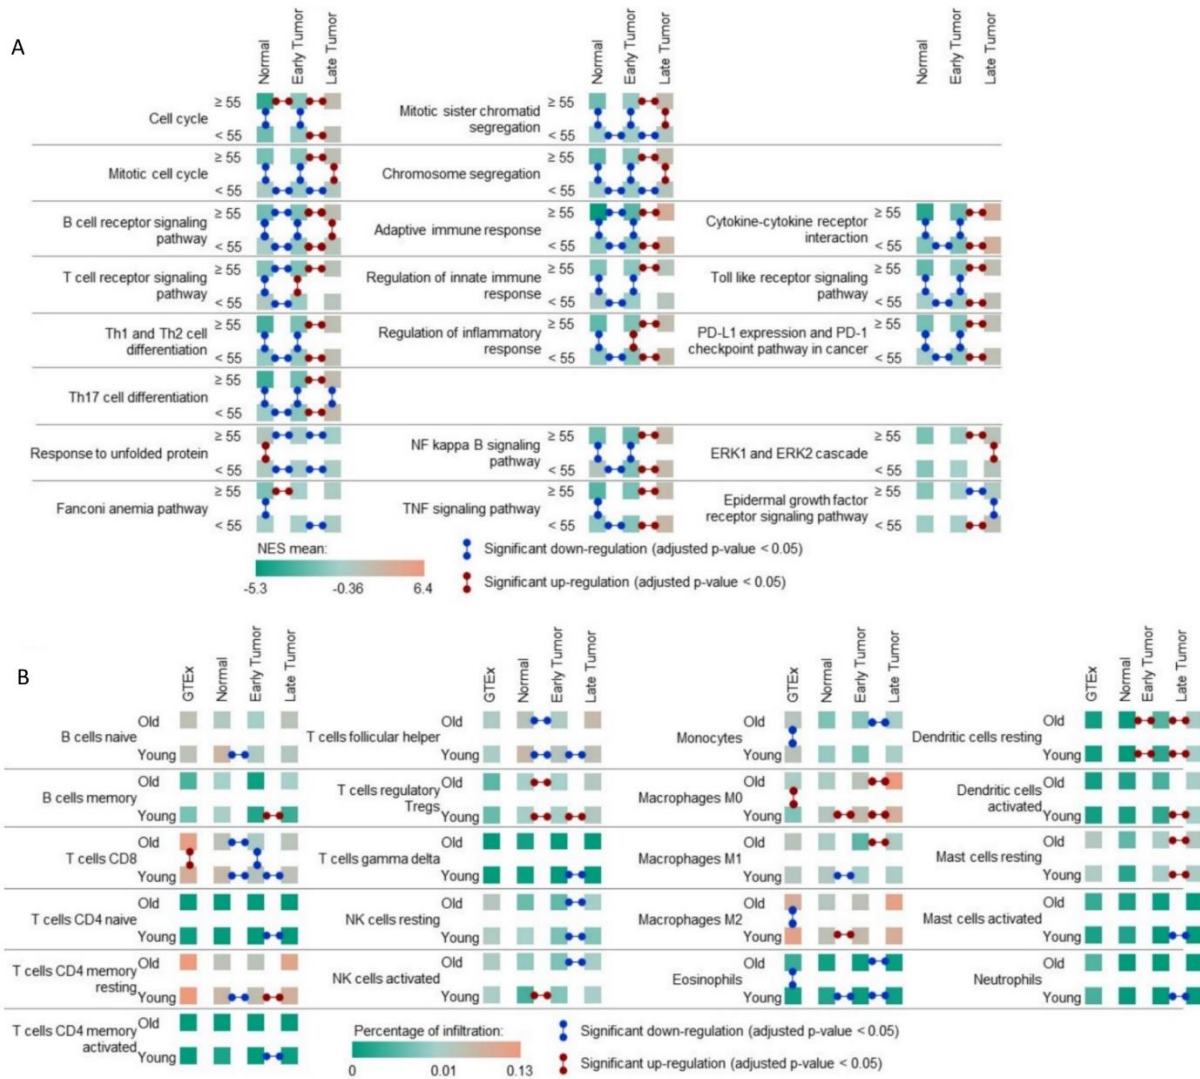 A
Normal Early Tumor Late Tumor Normal Early Tumor Late Tumor Normal Early Tumor Late Tumor
Cell cycle ≥ 55 < 55
Mitotic sister chromatid segregation ≥ 55 < 55
Mitotic cell cycle ≥ 55 < 55
Chromosome segregation ≥ 55 < 55
B cell receptor signaling pathway ≥ 55 < 55
Adaptive immune response ≥ 55 < 55
Cytokine-cytokine receptor interaction ≥ 55 < 55
T cell receptor signaling pathway ≥ 55 < 55
Regulation of innate immune response ≥ 55 < 55
Toll like receptor signaling pathway ≥ 55 < 55
Th1 and Th2 cell differentiation ≥ 55 < 55
Regulation of inflammatory response ≥ 55 < 55
PD-L1 expression and PD-1 checkpoint pathway in cancer ≥ 55 < 55
Th17 cell differentiation ≥ 55 < 55
Response to unfolded protein ≥ 55 < 55
NF kappa B signaling pathway ≥ 55 < 55
ERK1 and ERK2 cascade ≥ 55 < 55
Fanconi anemia pathway ≥ 55 < 55
TNF signaling pathway ≥ 55 < 55
Epidermal growth factor receptor signaling pathway ≥ 55 < 55
NES mean:
-5.3 -0.36 6.4
Significant down-regulation (adjusted p-value < 0.05)
Significant up-regulation (adjusted p-value < 0.05)
B
GTEx Normal Early Tumor Late Tumor GTEx Normal Early Tumor Late Tumor GTEx Normal Early Tumor Late Tumor GTEx Normal Early Tumor Late Tumor
B cells naive Old Young
T cells follicular helper Old Young
Monocytes Old Young
Dendritic cells resting Old Young
B cells memory Old Young
T cells regulatory Tregs Old Young
Macrophages M0 Old Young
Dendritic cells activated Old Young
T cells CD8 Old Young
T cells gamma delta Old Young
Macrophages M1 Old Young
Mast cells resting Old Young
T cells CD4 naive Old Young
NK cells resting Old Young
Macrophages M2 Old Young
Mast cells activated Old Young
T cells CD4 memory resting Old Young
NK cells activated Old Young
Eosinophils Old Young
Neutrophils Old Young
T cells CD4 memory activated Old Young
Percentage of infiltration:
0 0.01 0.13
Significant down-regulation (adjusted p-value < 0.05)
Significant up-regulation (adjusted p-value < 0.05)